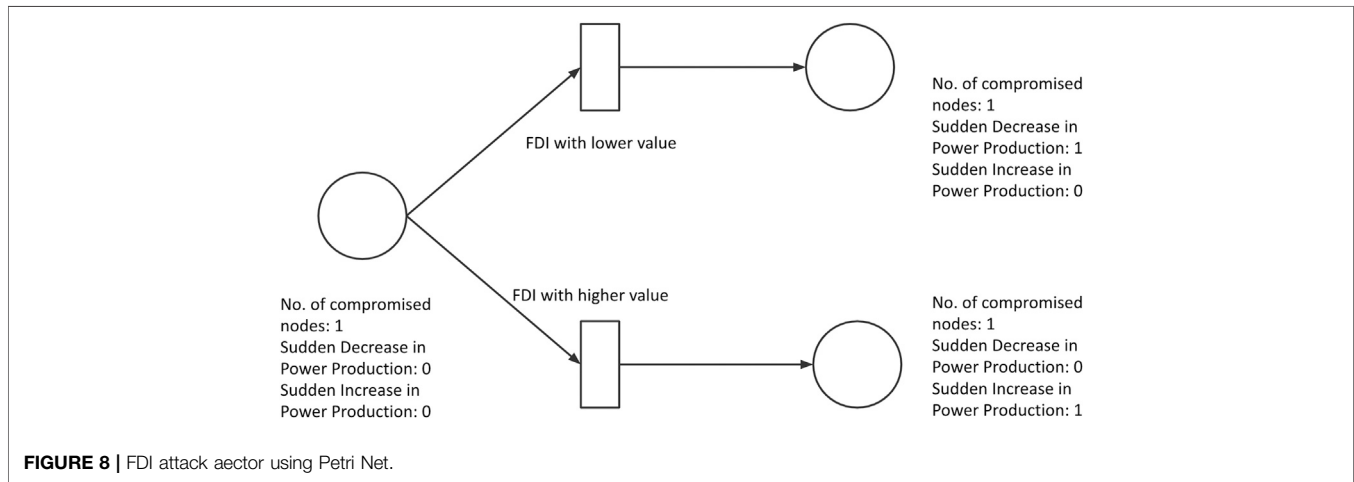 FDI with lower value
No. of compromised
nodes: 1
Sudden Decrease in
Power Production: 1
Sudden Increase in
Power Production: 0
No. of compromised
nodes: 1
Sudden Decrease in
Power Production: 0
Sudden Increase in
Power Production: 0
FDI with higher value
No. of compromised
nodes: 1
Sudden Decrease in
Power Production: 0
Sudden Increase in
Power Production: 1
FIGURE 8 | FDI attack aector using Petri Net.